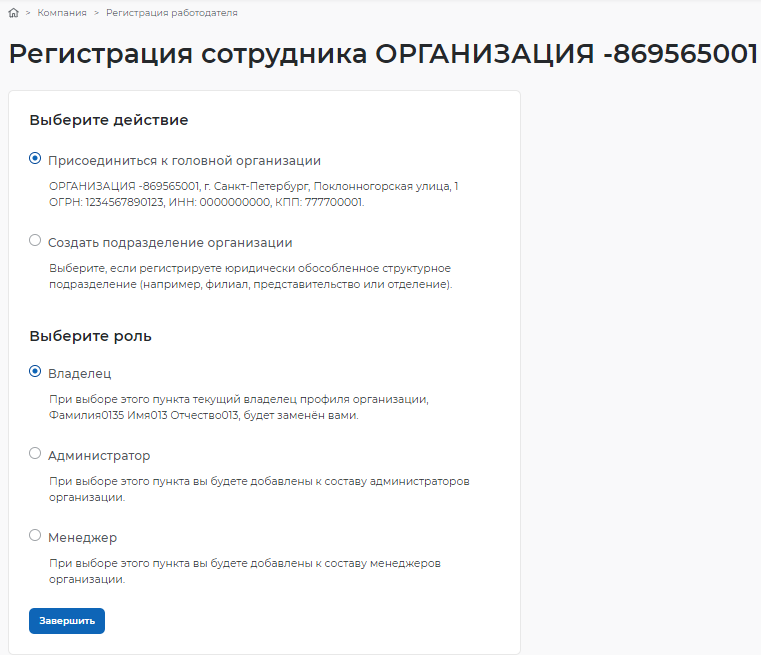 > Компания > Регистрация работодателя
Регистрация сотрудника ОРГАНИЗАЦИЯ -869565001
Выберите действие
Присоединиться к головной организации
ОРГАНИЗАЦИЯ -869565001, г. Санкт-Петербург, Поклонногорская улица, 1
ОГРН: 1234567890123, ИНН: 0000000000, КПП: 777700001.
Создать подразделение организации
Выберите, если регистрируете юридически обособленное структурное
подразделение (например, филиал, представительство или отделение).
Выберите роль
Владелец
При выборе этого пункта текущий владелец профиля организации,
Фамилия0135 Имя013 Отчество013, будет заменён вами.
Администратор
При выборе этого пункта вы будете добавлены к составу администраторов
организации.
Менеджер
При выборе этого пункта вы будете добавлены к составу менеджеров
организации.
Завершить